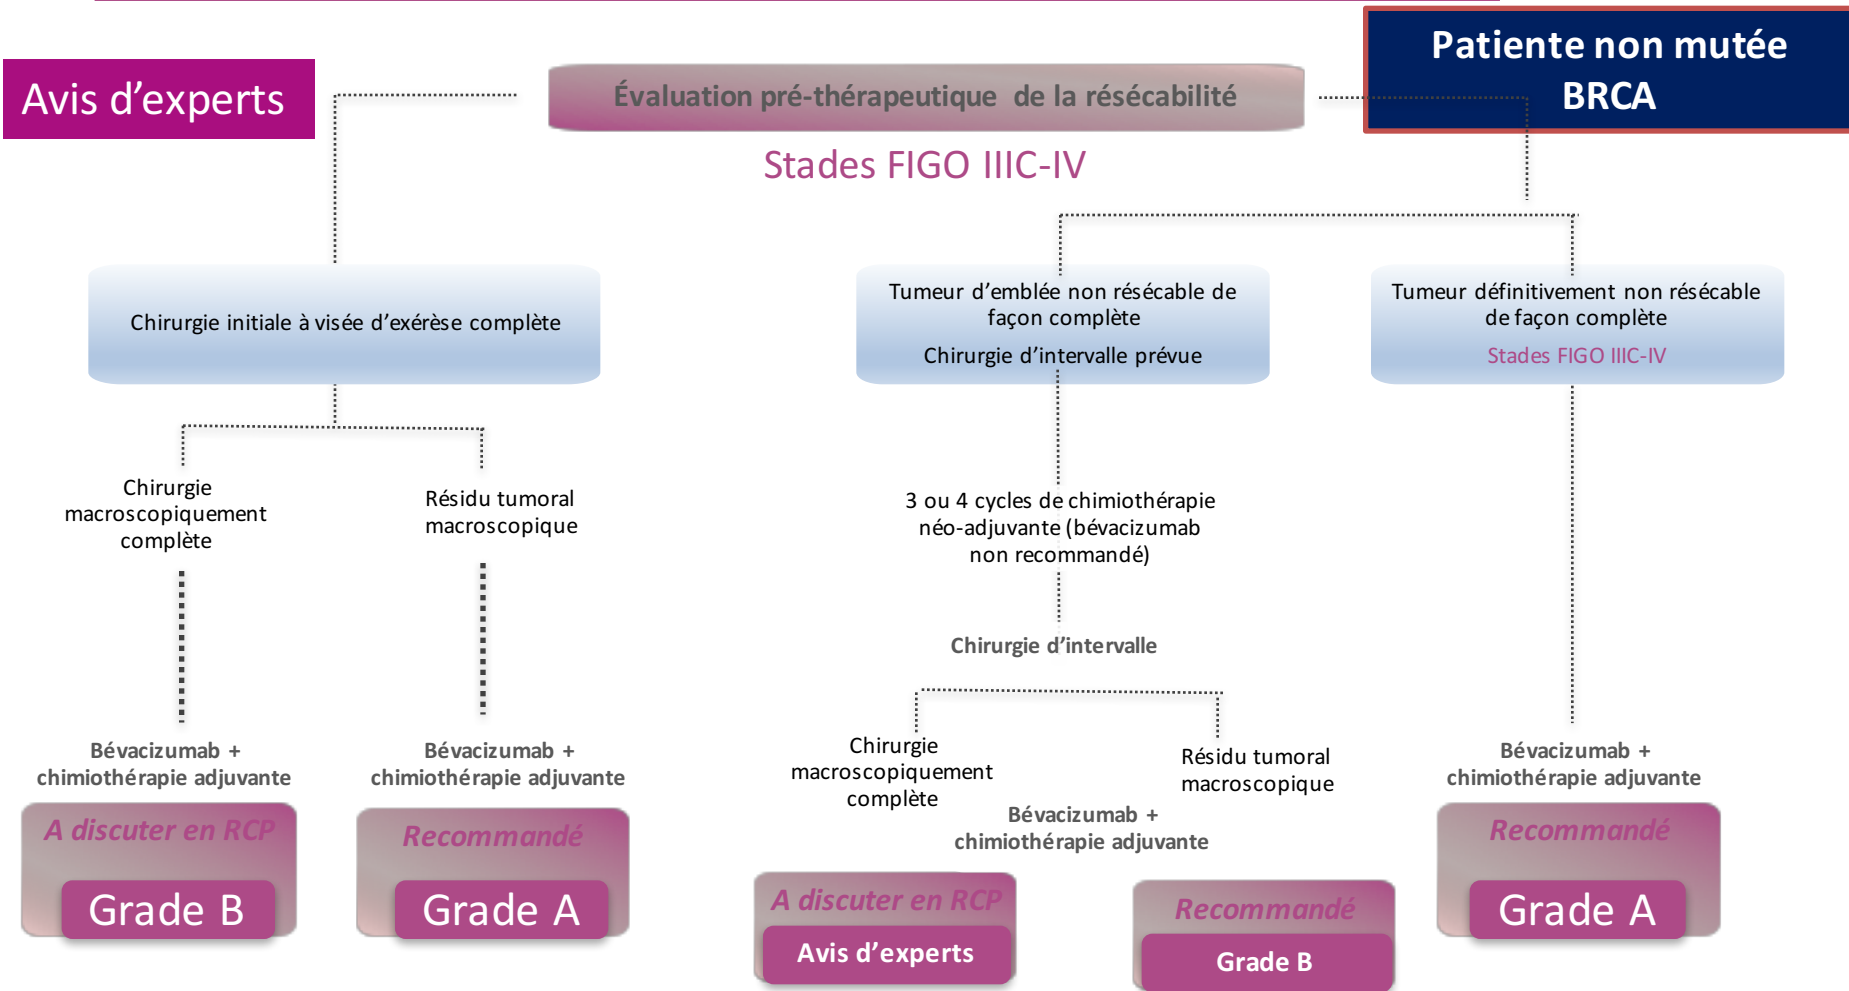 Avis d’experts
Évaluation pré-thérapeutique de la résécabilité
Patiente non mutée
BRCA
Stades FIGO IIIC-IV
Chirurgie initiale à visée d’exérèse complète
Tumeur d’emblée non résécable de
façon complète
Chirurgie d’intervalle prévue
Tumeur définitivement non résécable
de façon complète
Stades FIGO IIIC-IV
Chirurgie
macroscopiquement
complète
Résidu tumoral
macroscopique
3 ou 4 cycles de chimiothérapie
néo-adjuvante (bévacizumab
non recommandé)
Chirurgie d’intervalle
Bévacizumab +
chimiothérapie adjuvante
A discuter en RCP
Grade B
Bévacizumab +
chimiothérapie adjuvante
Recommandé
Grade A
Chirurgie
macroscopiquement
complète
Résidu tumoral
macroscopique
Bévacizumab +
chimiothérapie adjuvante
A discuter en RCP
Avis d’experts
Recommandé
Grade B
Bévacizumab +
chimiothérapie adjuvante
Recommandé
Grade A